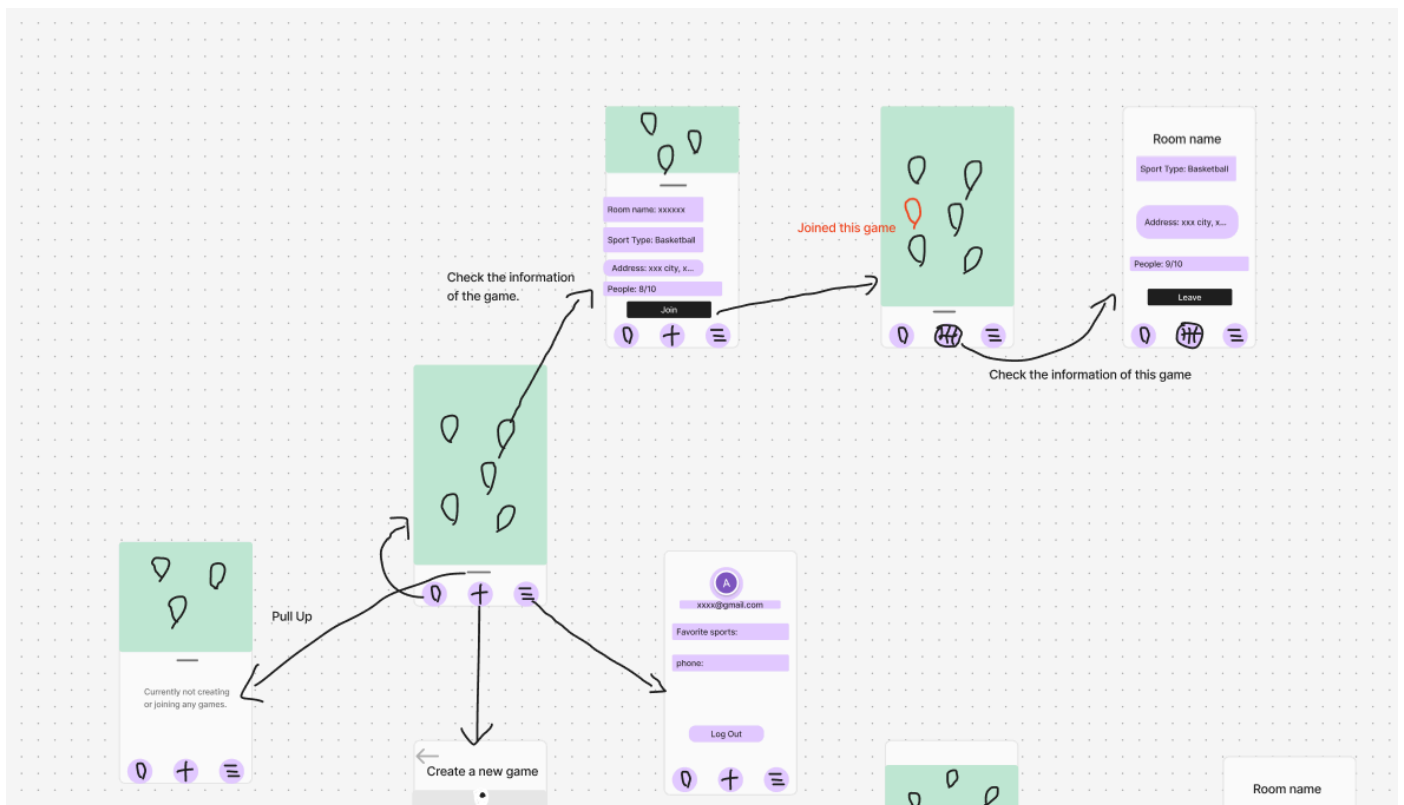 Room name
Sport Type: Basketball
Address: xxx city, x...
People: 9/10
Leave
Room name: xxxxxx
Sport Type: Basketball
Address: xxx city, x...
People: 8/10
Join
Joined this game
Check the information
of the game.
Check the information of this game
Pull Up
Currently not creating
or joining any games.
A
xxxx@gmail.com
Favorite sports:
phone:
Log Out
Create a new game
Room name